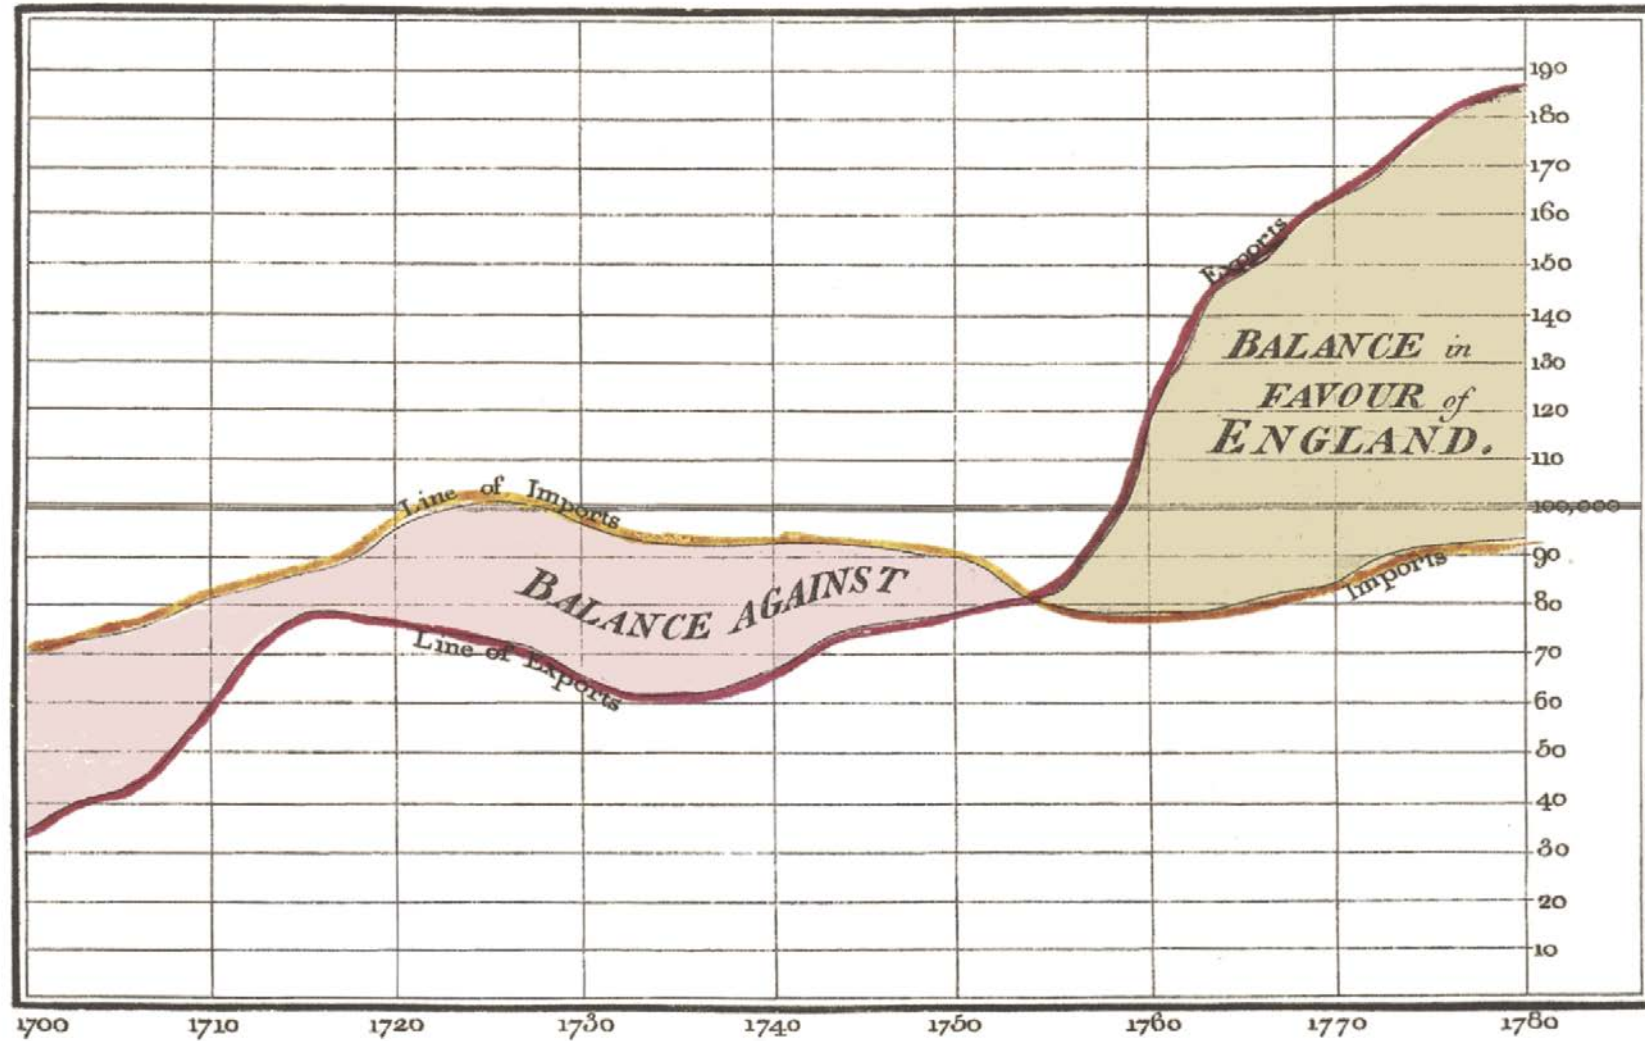 190
180
170
160
Exports
150
140
BALANCE in
130
FAVOUR of
120
ENGLAND.
110
Line of Imports
100,000
90
Imports
BALANCE AGAINST
80
Line of Exports
70
60
50
40
30
20
10
1700 1710 1720 1730 1740 1750 1760 1770 1780